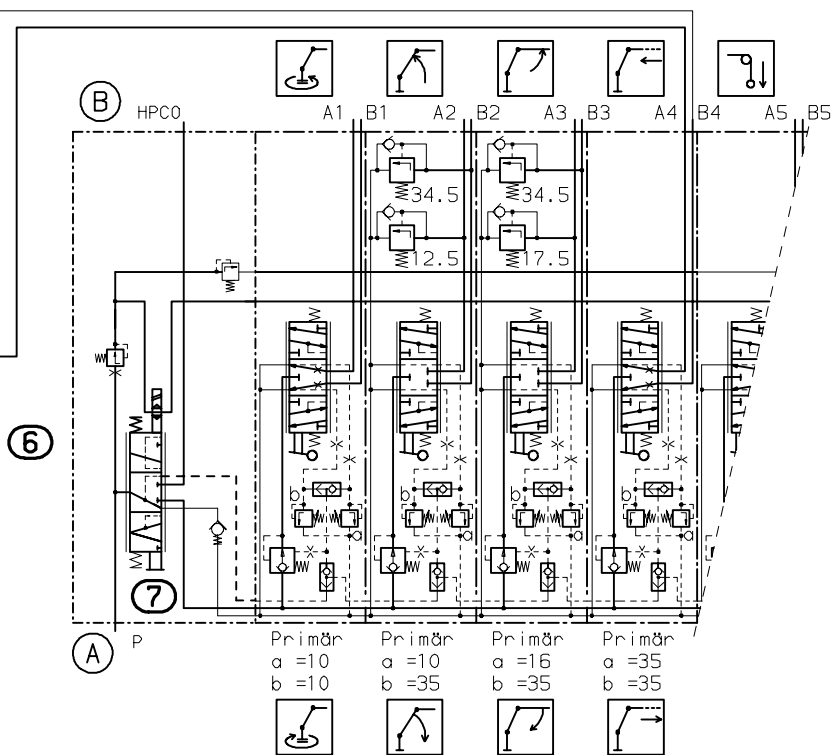 B
HPCO
A1 B1 A2 B2 A3 B3 A4 B4 A5 B5
34.5 34.5
12.5 17.5
6
b b b b
a a a a
7
A
P
Primär Primär Primär Primär
a =10 a =10 a =16 a =35
b =10 b =35 b =35 b =35